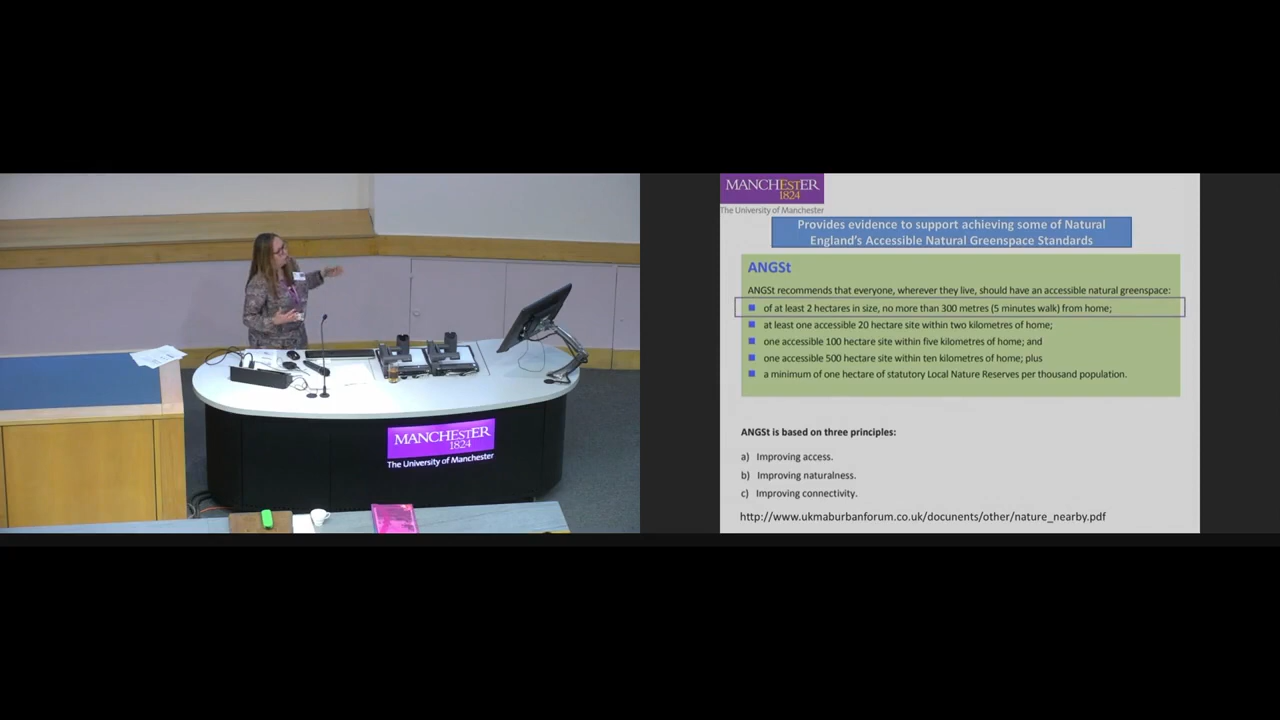 MANCHESTER
1824
The University of Manchester
MANCHESTER
1824
The University of Manchester
Provides evidence to support achieving some of Natural
England's Accessible Natural Greenspace Standards
ANGSt
ANGSt recommends that everyone, wherever they live, should have an accessible natural greenspace:
of at least 2 hectares in size, no more than 300 metres (5 minutes walk) from home;
at least one accessible 20 hectare site within two kilometres of home;
one accessible 100 hectare site within five kilometres of home; and
one accessible 500 hectare site within ten kilometres of home; plus
a minimum of one hectare of statutory Local Nature Reserves per thousand population.
ANGSt is based on three principles:
a) Improving access.
b) Improving naturalness.
c) Improving connectivity.
http://www.ukmaburbanforum.co.uk/documents/other/nature_nearby.pdf